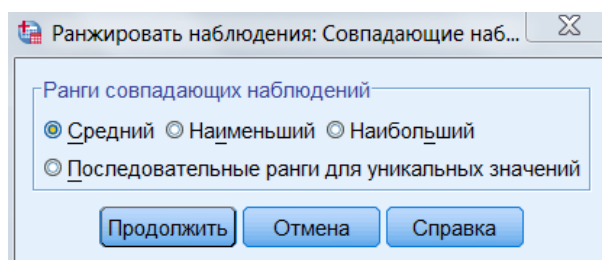 Ранжировать наблюдения: Совпадающие наб...
Ранги совпадающих наблюдений
Средний Наименьший Наибольший
Последовательные ранги для уникальных значений
Продолжить Отмена Справка